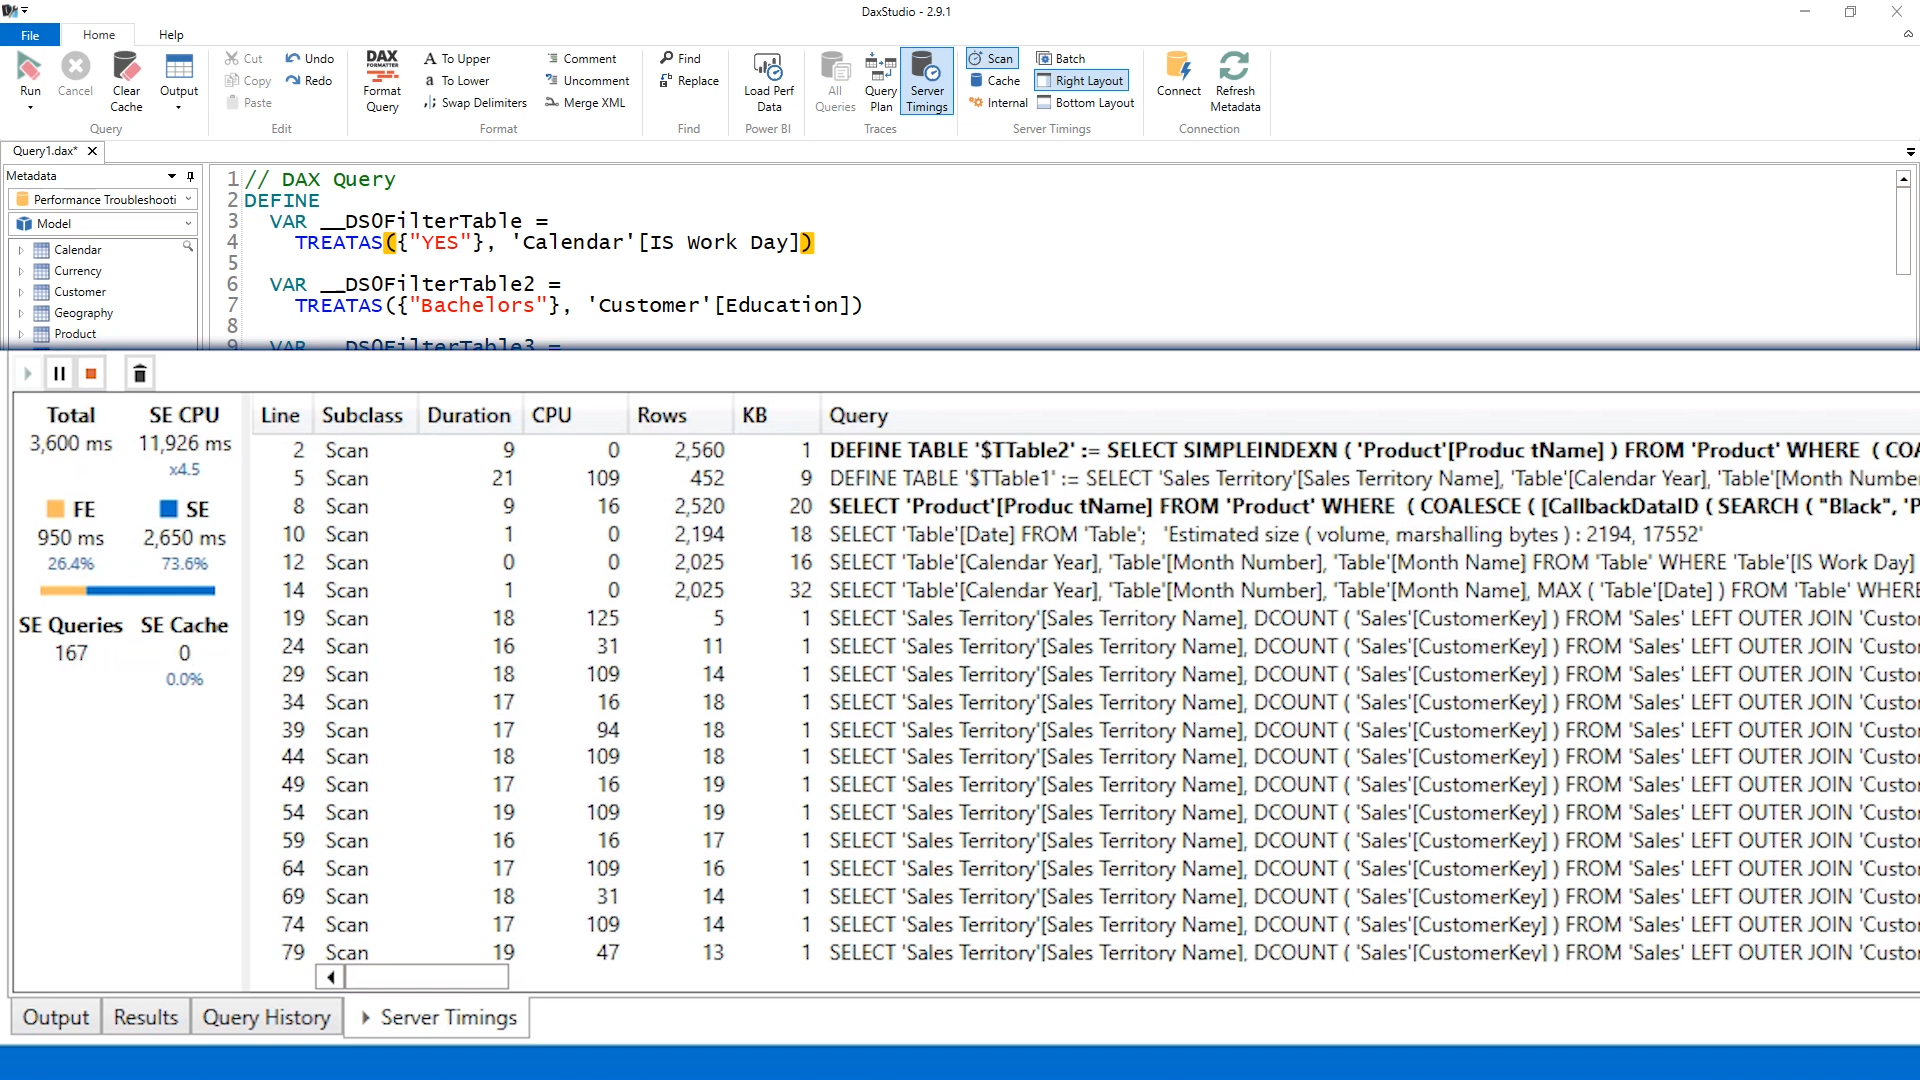 DaxStudio - 2.9.1
File Home Help
Run Cancel Clear Cache Output Query
Cut Copy Paste Undo Redo Edit
DAX FORMATTER Format Query To Upper To Lower Swap Delimiters Comment Uncomment Merge XML Format
Find Replace Find
Load Perf Data Power BI
All Queries Query Plan Server Timings Traces
Scan Cache Internal Batch Right Layout Bottom Layout Server Timings
Connect Refresh Metadata Connection
Query1.dax*
Metadata
Performance Troubleshooti
Model
Calendar
Currency
Customer
Geography
Product
1 // DAX Query
2 DEFINE
3 VAR __DS0FilterTable =
4 TREATAS({"YES"}, 'Calendar'[IS Work Day])
5
6 VAR __DS0FilterTable2 =
7 TREATAS({"Bachelors"}, 'Customer'[Education])
8
9 VAR __DS0FilterTable3 =
Total SE CPU
3,600 ms 11,926 ms
x4.5
FE SE
950 ms 2,650 ms
26.4% 73.6%
SE Queries SE Cache
167 0
0.0%
Line Subclass Duration CPU Rows KB Query
2 Scan 9 0 2,560 1 DEFINE TABLE '$TTable2' := SELECT SIMPLEINDEXN ( 'Product'[Produc tName] ) FROM 'Product' WHERE ( COA
5 Scan 21 109 452 9 DEFINE TABLE '$TTable1' := SELECT 'Sales Territory'[Sales Territory Name], 'Table'[Calendar Year], 'Table'[Month Number
8 Scan 9 16 2,520 20 SELECT 'Product'[Produc tName] FROM 'Product' WHERE ( COALESCE ( [CallbackDataID ( SEARCH ( "Black", 'P
10 Scan 1 0 2,194 18 SELECT 'Table'[Date] FROM 'Table'; 'Estimated size ( volume, marshalling bytes ) : 2194, 17552'
12 Scan 0 0 2,025 16 SELECT 'Table'[Calendar Year], 'Table'[Month Number], 'Table'[Month Name] FROM 'Table' WHERE 'Table'[IS Work Day]
14 Scan 1 0 2,025 32 SELECT 'Table'[Calendar Year], 'Table'[Month Number], 'Table'[Month Name], MAX ( 'Table'[Date] ) FROM 'Table' WHERE
19 Scan 18 125 5 1 SELECT 'Sales Territory'[Sales Territory Name], DCOUNT ( 'Sales'[CustomerKey] ) FROM 'Sales' LEFT OUTER JOIN 'Custo
24 Scan 16 31 11 1 SELECT 'Sales Territory'[Sales Territory Name], DCOUNT ( 'Sales'[CustomerKey] ) FROM 'Sales' LEFT OUTER JOIN 'Custo
29 Scan 18 109 14 1 SELECT 'Sales Territory'[Sales Territory Name], DCOUNT ( 'Sales'[CustomerKey] ) FROM 'Sales' LEFT OUTER JOIN 'Custo
34 Scan 17 16 18 1 SELECT 'Sales Territory'[Sales Territory Name], DCOUNT ( 'Sales'[CustomerKey] ) FROM 'Sales' LEFT OUTER JOIN 'Custo
39 Scan 17 94 18 1 SELECT 'Sales Territory'[Sales Territory Name], DCOUNT ( 'Sales'[CustomerKey] ) FROM 'Sales' LEFT OUTER JOIN 'Custo
44 Scan 18 109 18 1 SELECT 'Sales Territory'[Sales Territory Name], DCOUNT ( 'Sales'[CustomerKey] ) FROM 'Sales' LEFT OUTER JOIN 'Custo
49 Scan 17 16 19 1 SELECT 'Sales Territory'[Sales Territory Name], DCOUNT ( 'Sales'[CustomerKey] ) FROM 'Sales' LEFT OUTER JOIN 'Custo
54 Scan 19 109 19 1 SELECT 'Sales Territory'[Sales Territory Name], DCOUNT ( 'Sales'[CustomerKey] ) FROM 'Sales' LEFT OUTER JOIN 'Custo
59 Scan 16 16 17 1 SELECT 'Sales Territory'[Sales Territory Name], DCOUNT ( 'Sales'[CustomerKey] ) FROM 'Sales' LEFT OUTER JOIN 'Custo
64 Scan 17 109 16 1 SELECT 'Sales Territory'[Sales Territory Name], DCOUNT ( 'Sales'[CustomerKey] ) FROM 'Sales' LEFT OUTER JOIN 'Custo
69 Scan 18 31 14 1 SELECT 'Sales Territory'[Sales Territory Name], DCOUNT ( 'Sales'[CustomerKey] ) FROM 'Sales' LEFT OUTER JOIN 'Custo
74 Scan 17 109 14 1 SELECT 'Sales Territory'[Sales Territory Name], DCOUNT ( 'Sales'[CustomerKey] ) FROM 'Sales' LEFT OUTER JOIN 'Custo
79 Scan 19 47 13 1 SELECT 'Sales Territory'[Sales Territory Name], DCOUNT ( 'Sales'[CustomerKey] ) FROM 'Sales' LEFT OUTER JOIN 'Custo
Output Results Query History Server Timings